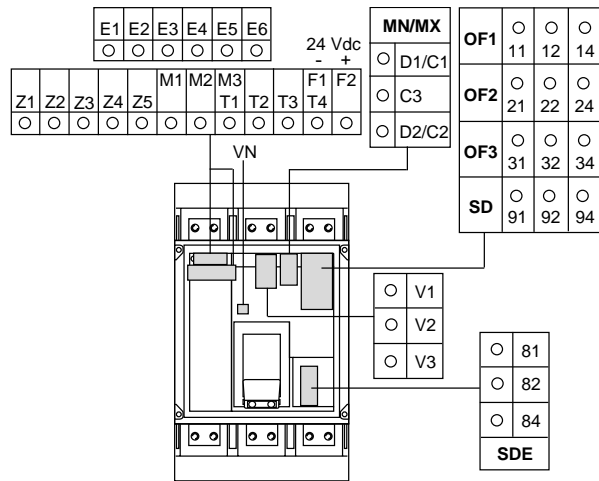 E1 E2 E3 E4 E5 E6
24 Vdc
- +
M1 M2 M3 F1 F2
Z1 Z2 Z3 Z4 Z5 T1 T2 T3 T4
VN
MN/MX
D1/C1
C3
D2/C2
OF1 11 12 14
OF2 21 22 24
OF3 31 32 34
SD 91 92 94
V1
V2
V3
81
82
84
SDE